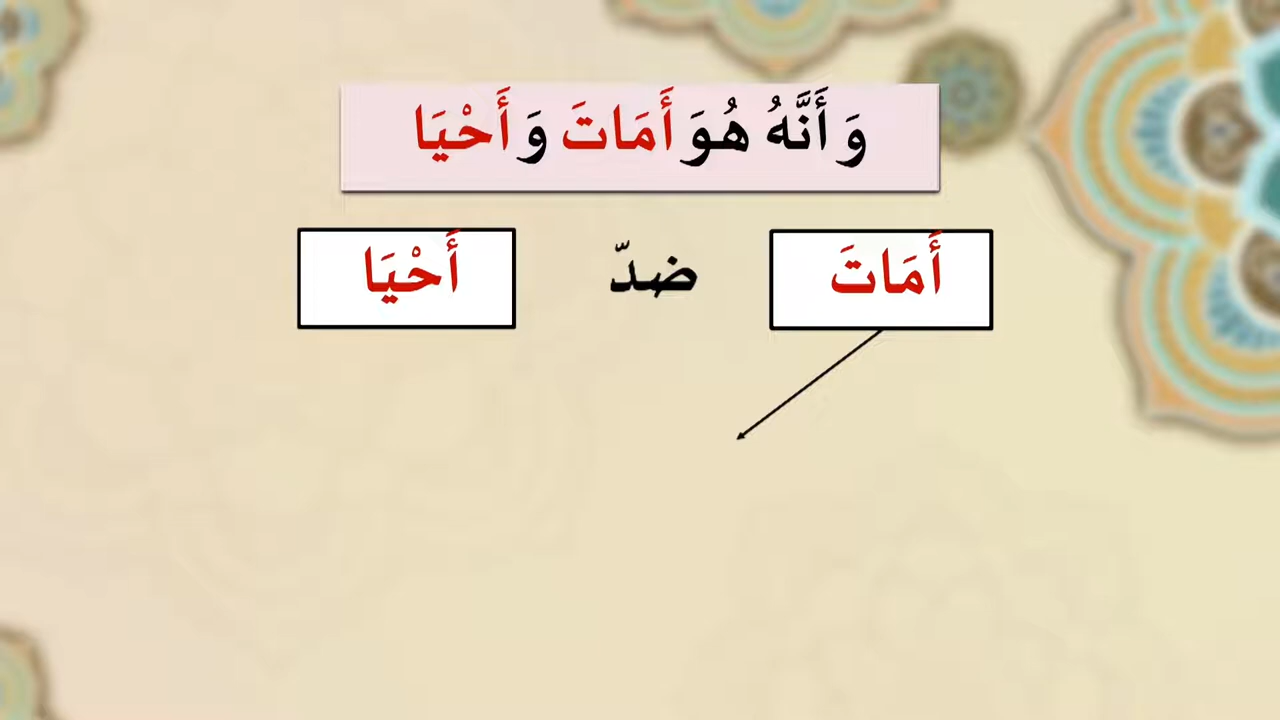 وَ أَنَّهُ هُوَ أَمَاتَ وَ أَحْيَا
أَمَاتَ ضدّ أَحْيَا